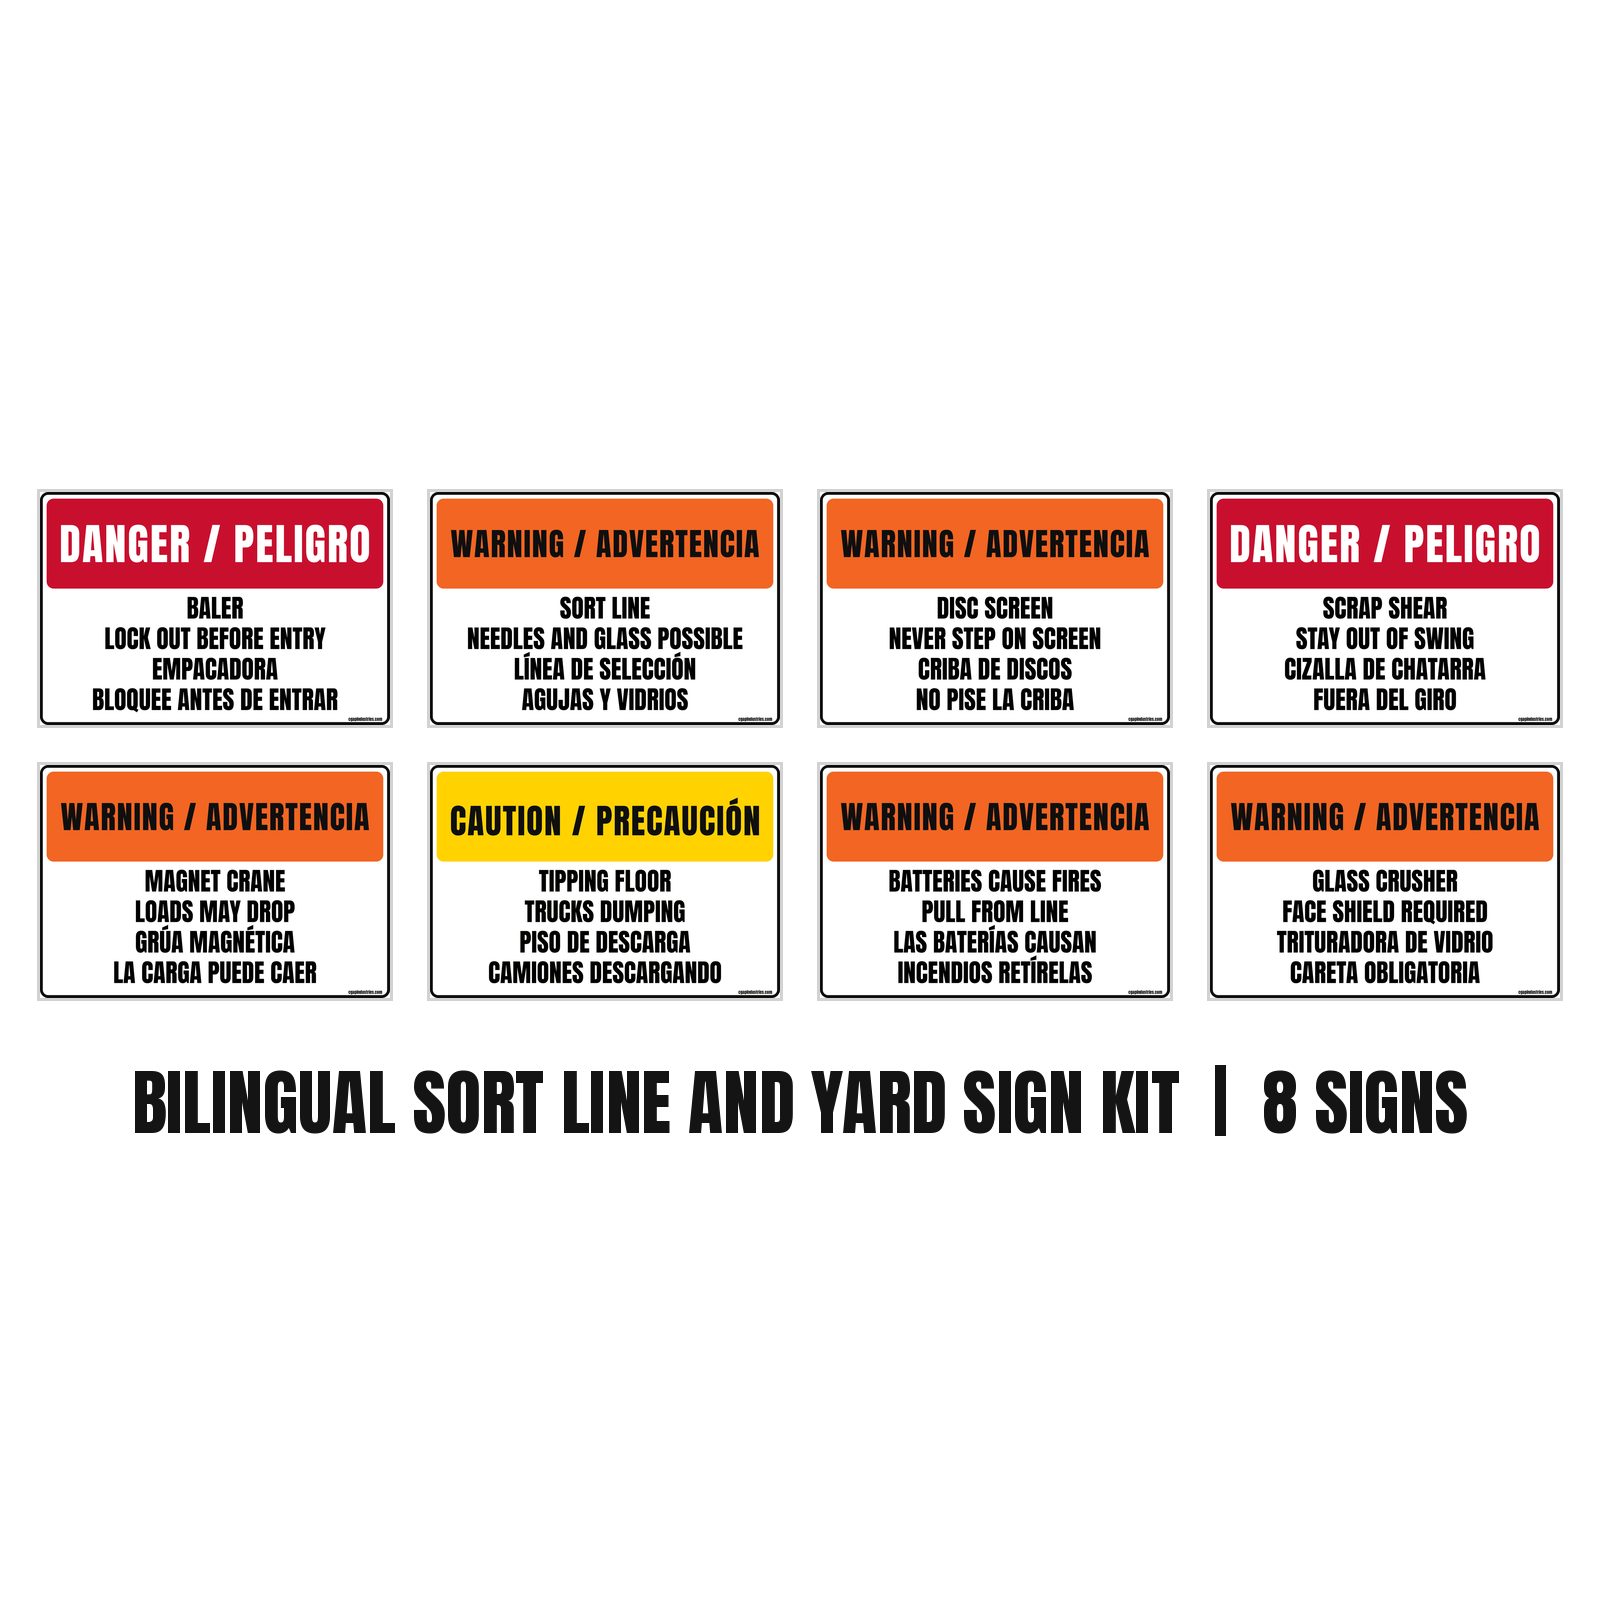 DANGER / PELIGRO
BALER
LOCK OUT BEFORE ENTRY
EMPACADORA
BLOQUEE ANTES DE ENTRAR
WARNING / ADVERTENCIA
SORT LINE
NEEDLES AND GLASS POSSIBLE
LÍNEA DE SELECCIÓN
AGUJAS Y VIDRIOS
WARNING / ADVERTENCIA
DISC SCREEN
NEVER STEP ON SCREEN
CRIBA DE DISCOS
NO PISE LA CRIBA
DANGER / PELIGRO
SCRAP SHEAR
STAY OUT OF SWING
CIZALLA DE CHATARRA
FUERA DEL GIRO
WARNING / ADVERTENCIA
MAGNET CRANE
LOADS MAY DROP
GRÚA MAGNÉTICA
LA CARGA PUEDE CAER
CAUTION / PRECAUCIÓN
TIPPING FLOOR
TRUCKS DUMPING
PISO DE DESCARGA
CAMIONES DESCARGANDO
WARNING / ADVERTENCIA
BATTERIES CAUSE FIRES
PULL FROM LINE
LAS BATERÍAS CAUSAN
INCENDIOS RETÍRELAS
WARNING / ADVERTENCIA
GLASS CRUSHER
FACE SHIELD REQUIRED
TRITURADORA DE VIDRIO
CARETA OBLIGATORIA
BILINGUAL SORT LINE AND YARD SIGN KIT | 8 SIGNS